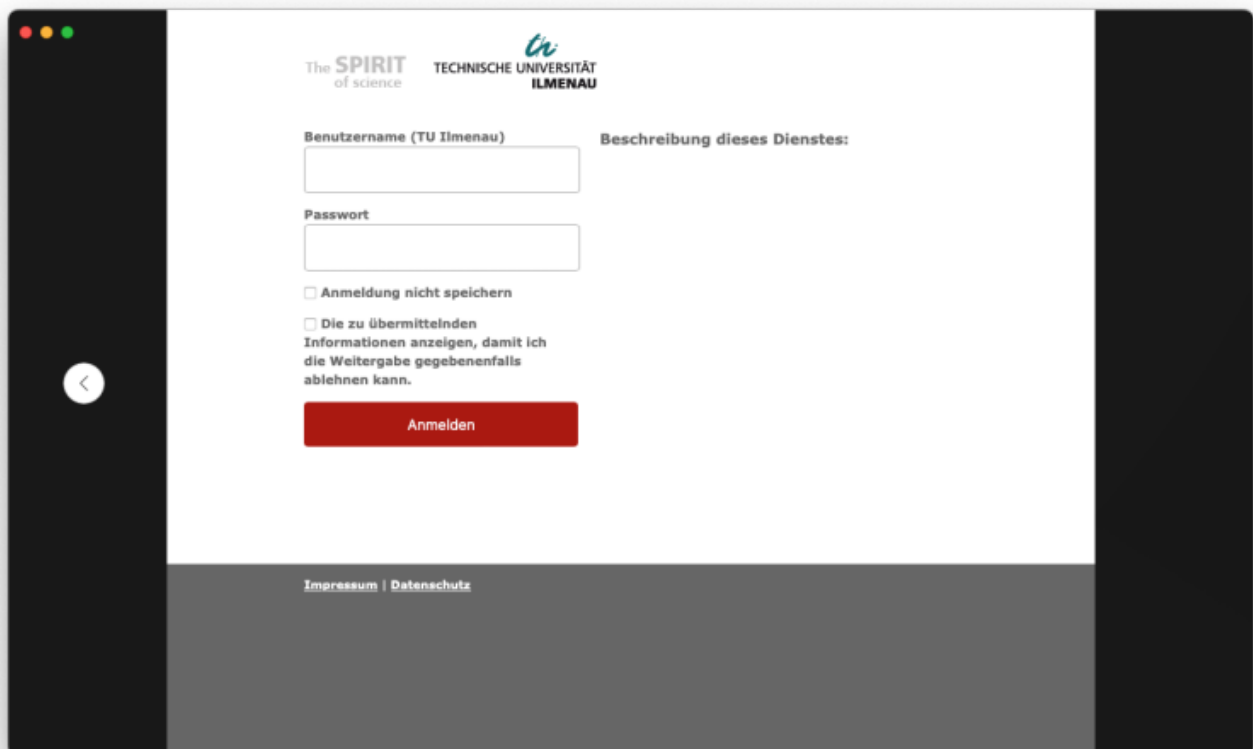 The SPIRIT
of science
TECHNISCHE UNIVERSITÄT
ILMENAU
Benutzername (TU Ilmenau)
Passwort
Anmeldung nicht speichern
Die zu übermittelnden
Informationen anzeigen, damit ich
die Weitergabe gegebenenfalls
ablehnen kann.
Anmelden
Beschreibung dieses Dienstes:
Impressum | Datenschutz